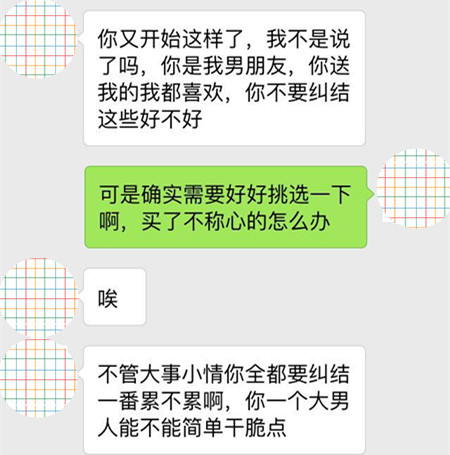 你又开始这样了，我不是说
了吗，你是我男朋友，你送
我的我都喜欢，你不要纠结
这些好不好
可是确实需要好好挑选一下
啊，买了不称心的怎么办
唉
不管大事小情你全都要纠结
一番累不累啊，你一个大男
人能不能简单干脆点